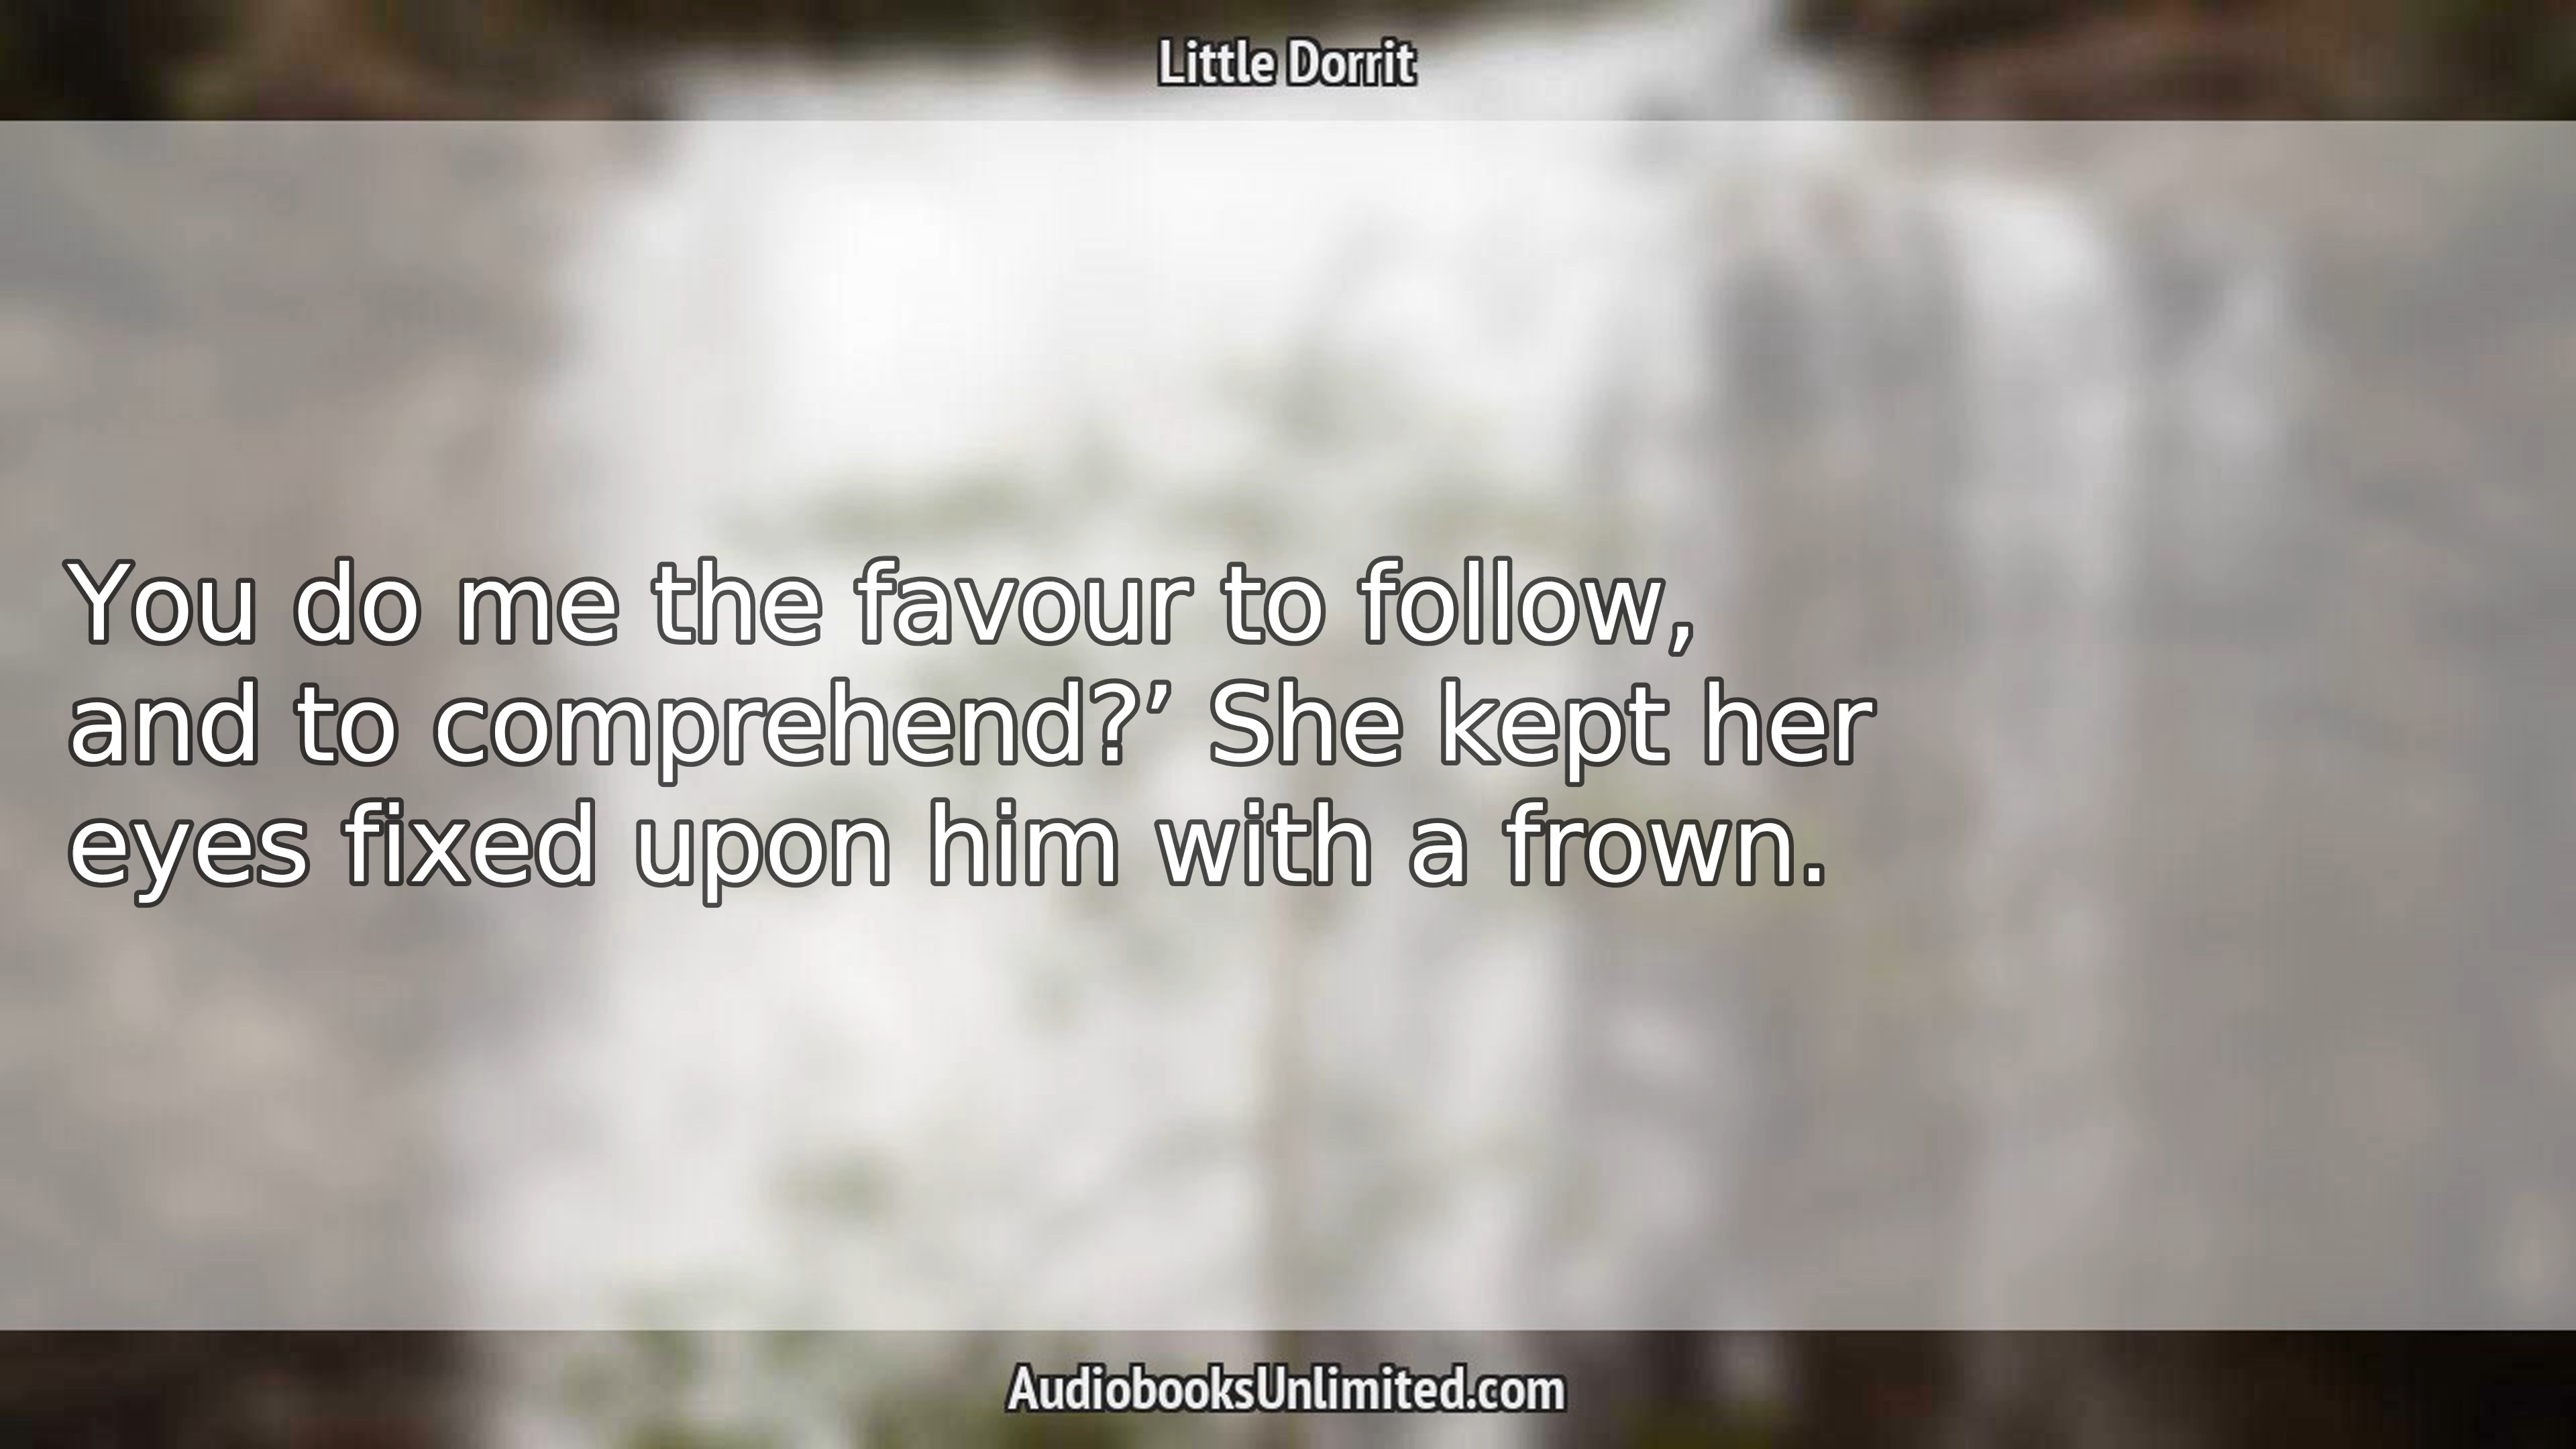 Little Dorrit
You do me the favour to follow,
and to comprehend?’ She kept her
eyes fixed upon him with a frown.
AudiobooksUnlimited.com